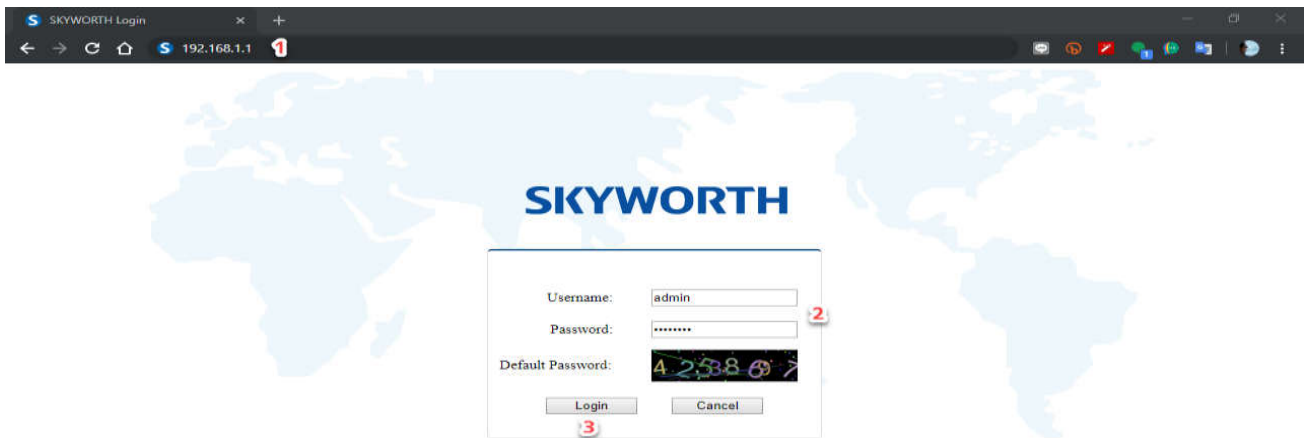 SKYWORTH Login
192.168.1.1 1
SKYWORTH
Username: admin
2
Password: ••••••••
Default Password:
Login Cancel
3